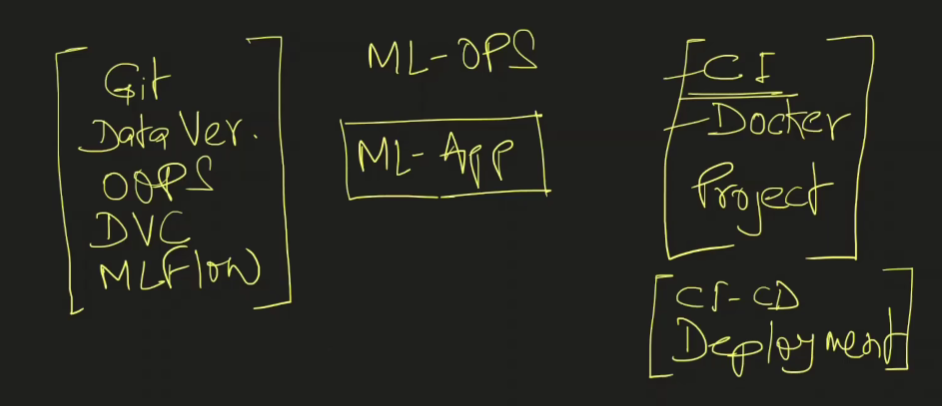 Git
Data Ver.
OOPS
DVC
MLFlow
ML-OPS
ML-App
CI
Docker
Project
CI-CD
Deployment